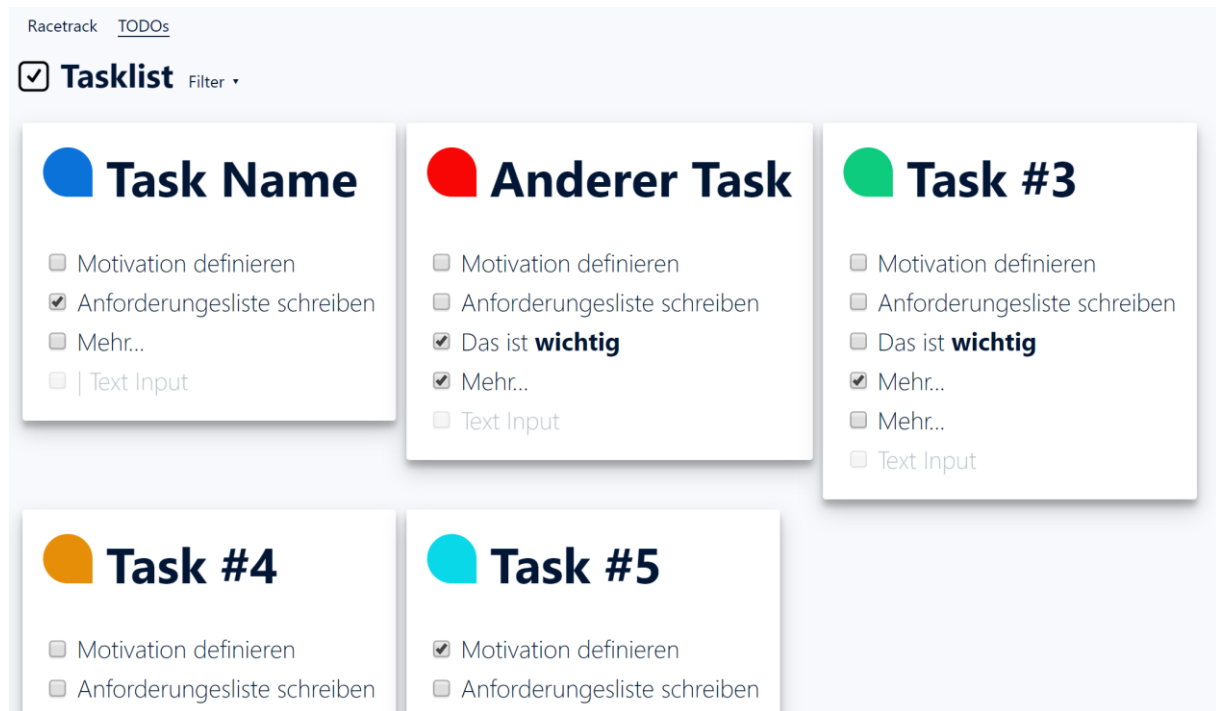 Racetrack TODOs
Tasklist Filter ▾
Task Name
Motivation definieren
Anforderungesliste schreiben
Mehr...
| Text Input
Anderer Task
Motivation definieren
Anforderungesliste schreiben
Das ist wichtig
Mehr...
Text Input
Task #3
Motivation definieren
Anforderungesliste schreiben
Das ist wichtig
Mehr...
Mehr...
Text Input
Task #4
Motivation definieren
Anforderungesliste schreiben
Task #5
Motivation definieren
Anforderungesliste schreiben